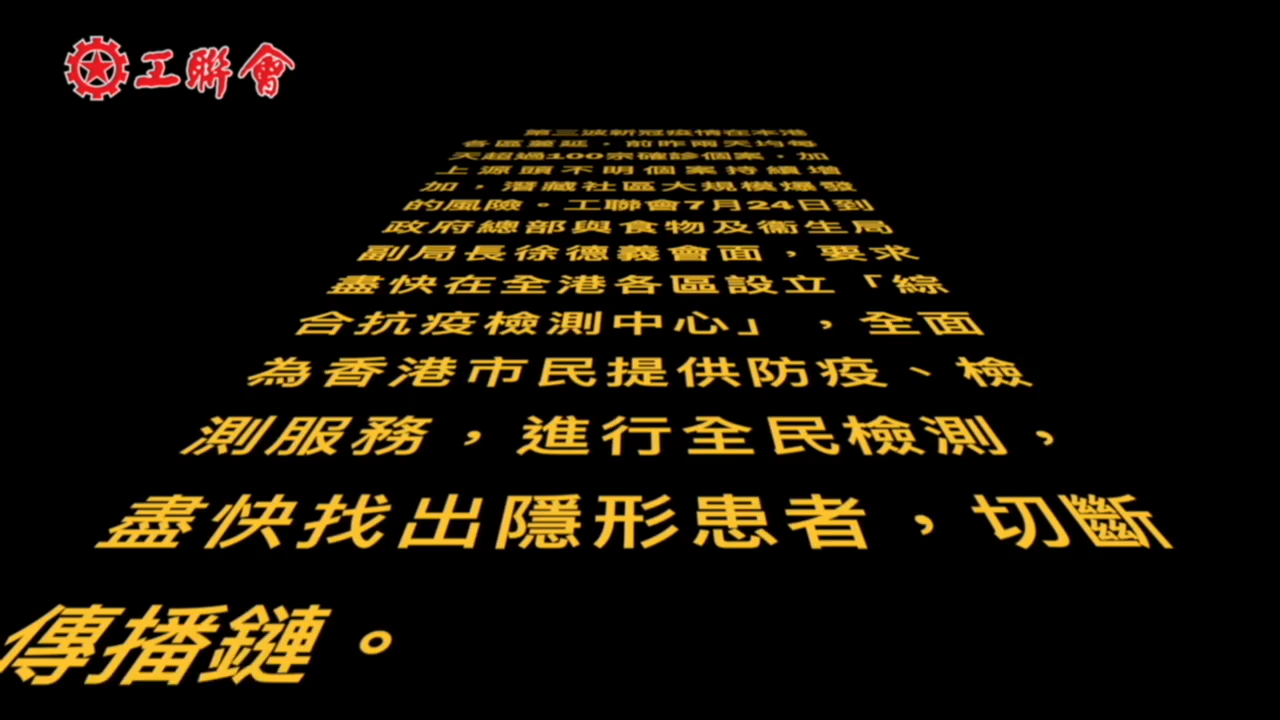 工聯會
第三波新冠疫情在本港
各區蔓延，前昨兩天均每
天超過100宗確診個案，加
上源頭不明個案持續增
加，潛藏社區大規模爆發
的風險。工聯會7月24日到
政府總部與食物及衞生局
副局長徐德義會面，要求
盡快在全港各區設立「綜
合抗疫檢測中心」，全面
為香港市民提供防疫、檢
測服務，進行全民檢測，
盡快找出隱形患者，切斷
傳播鏈。